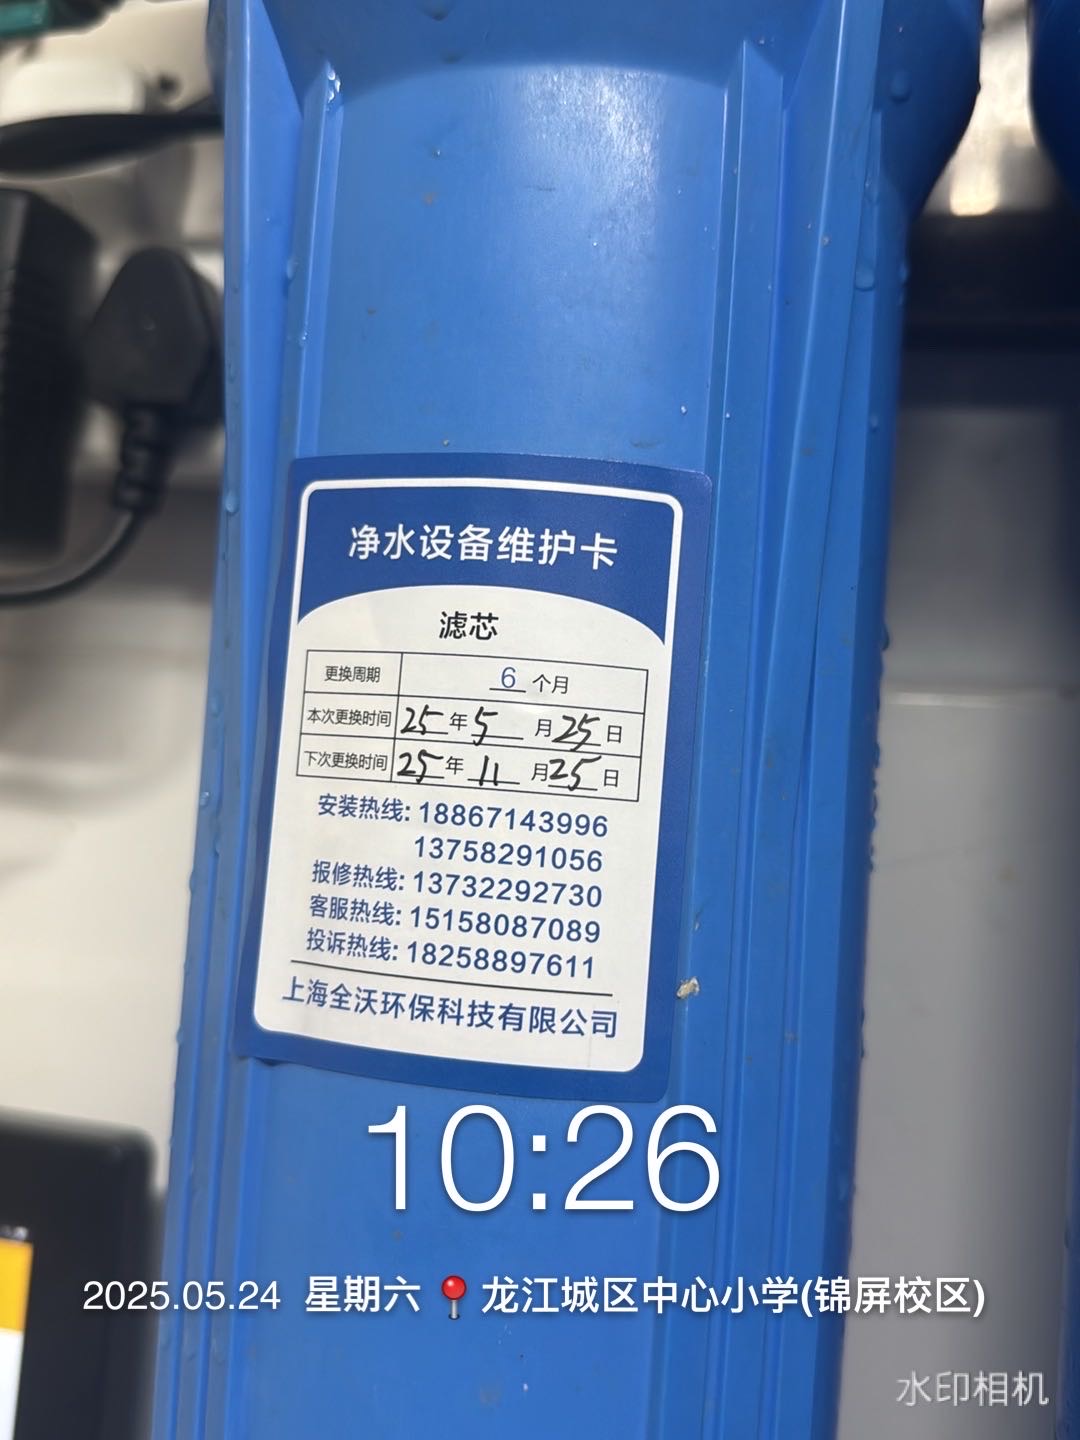 净水设备维护卡
滤芯
更换周期 6 个月
本次更换时间 25 年 5 月 25 日
下次更换时间 25 年 11 月 25 日
安装热线: 18867143996
13758291056
报修热线: 13732292730
客服热线: 15158087089
投诉热线: 18258897611
上海全沃环保科技有限公司
10:26
2025.05.24 星期六 📍龙江城区中心小学(锦屏校区)
水印相机